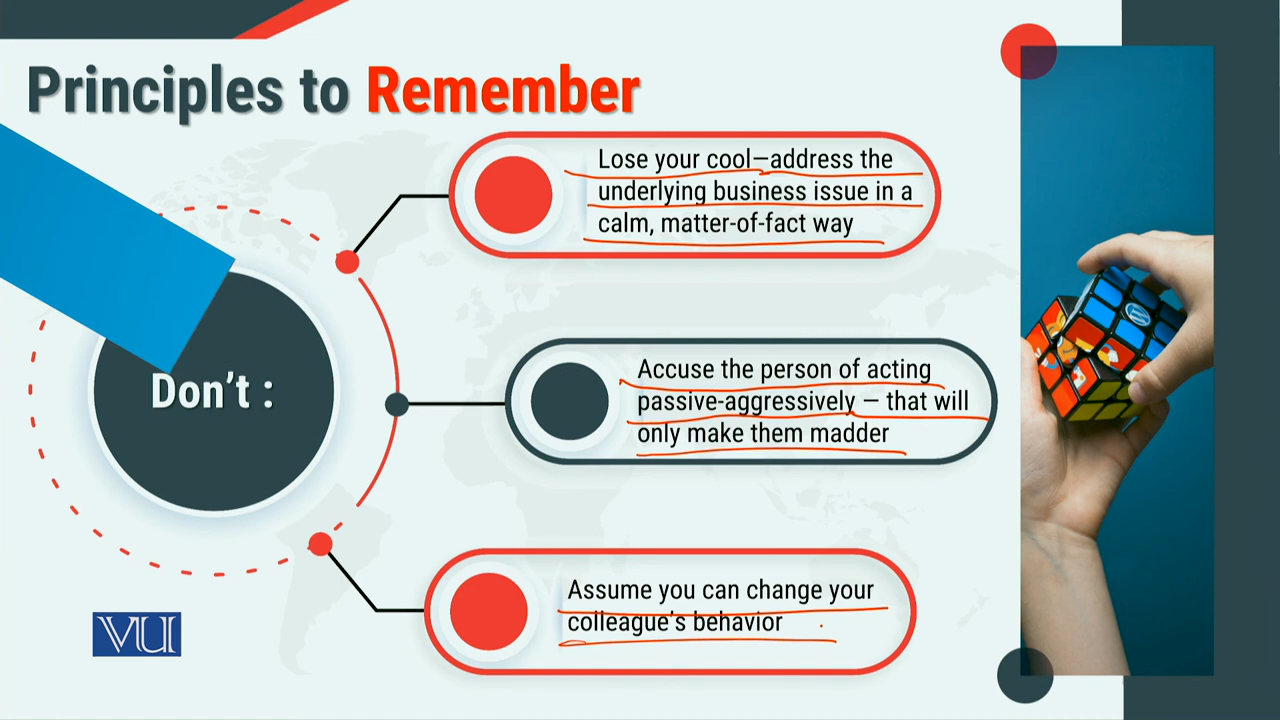 Principles to Remember
Lose your cool—address the
underlying business issue in a
calm, matter-of-fact way
Don't :
Accuse the person of acting
passive-aggressively – that will
only make them madder
Assume you can change your
colleague's behavior
VU